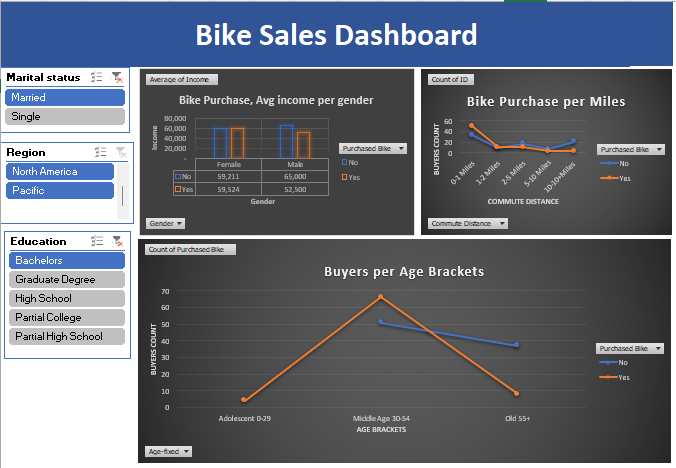 Bike Sales Dashboard
Marital status
Married
Single
Region
North America
Pacific
Education
Bachelors
Graduate Degree
High School
Partial College
Partial High School
Average of Income
Bike Purchase, Avg income per gender
Income
80,000
60,000
40,000
20,000
-
Female Male
No 59,211 65,000
Yes 59,524 52,500
Gender
Purchased Bike
No
Yes
Gender
Count of ID
Bike Purchase per Miles
BUYERS COUNT
60
40
20
0
0-1 Miles
1-2 Miles
2-5 Miles
5-10 Miles
10-10+Miles
COMMUTE DISTANCE
Purchased Bike
No
Yes
Commute Distance
Count of Purchased Bike
Buyers per Age Brackets
BUYERS COUNT
70
60
50
40
30
20
10
0
Adolescent 0-29 Middle Age 30-54 Old 55+
AGE BRACKETS
Purchased Bike
No
Yes
Age-fixed